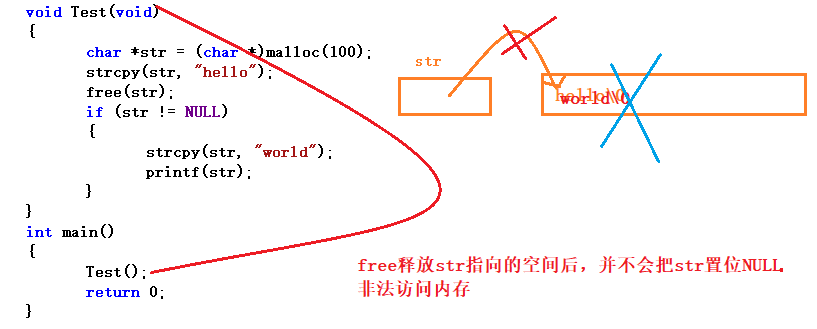 void Test(void)
{
char *str = (char *)malloc(100);
strcpy(str, "hello");
free(str);
if (str != NULL)
{
strcpy(str, "world");
printf(str);
}
}
int main()
{
Test();
return 0;
}
str
hello\0
world\0
free释放str指向的空间后，并不会把str置位NULL
非法访问内存